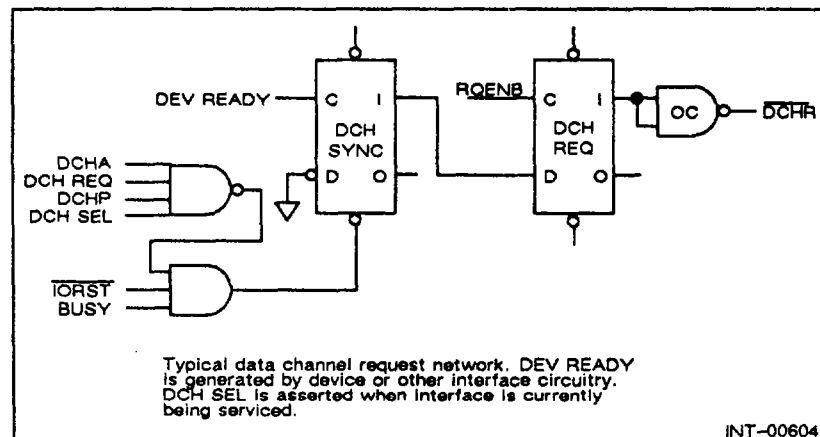 DEV READY
C 1
DCH
SYNC
D O
RQENB
C 1
DCH
REQ
D O
OC
DCHR
DCHA
DCH REQ
DCHP
DCH SEL
IORST
BUSY
Typical data channel request network. DEV READY
is generated by device or other interface circuitry.
DCH SEL is asserted when interface is currently
being serviced.
INT-00604